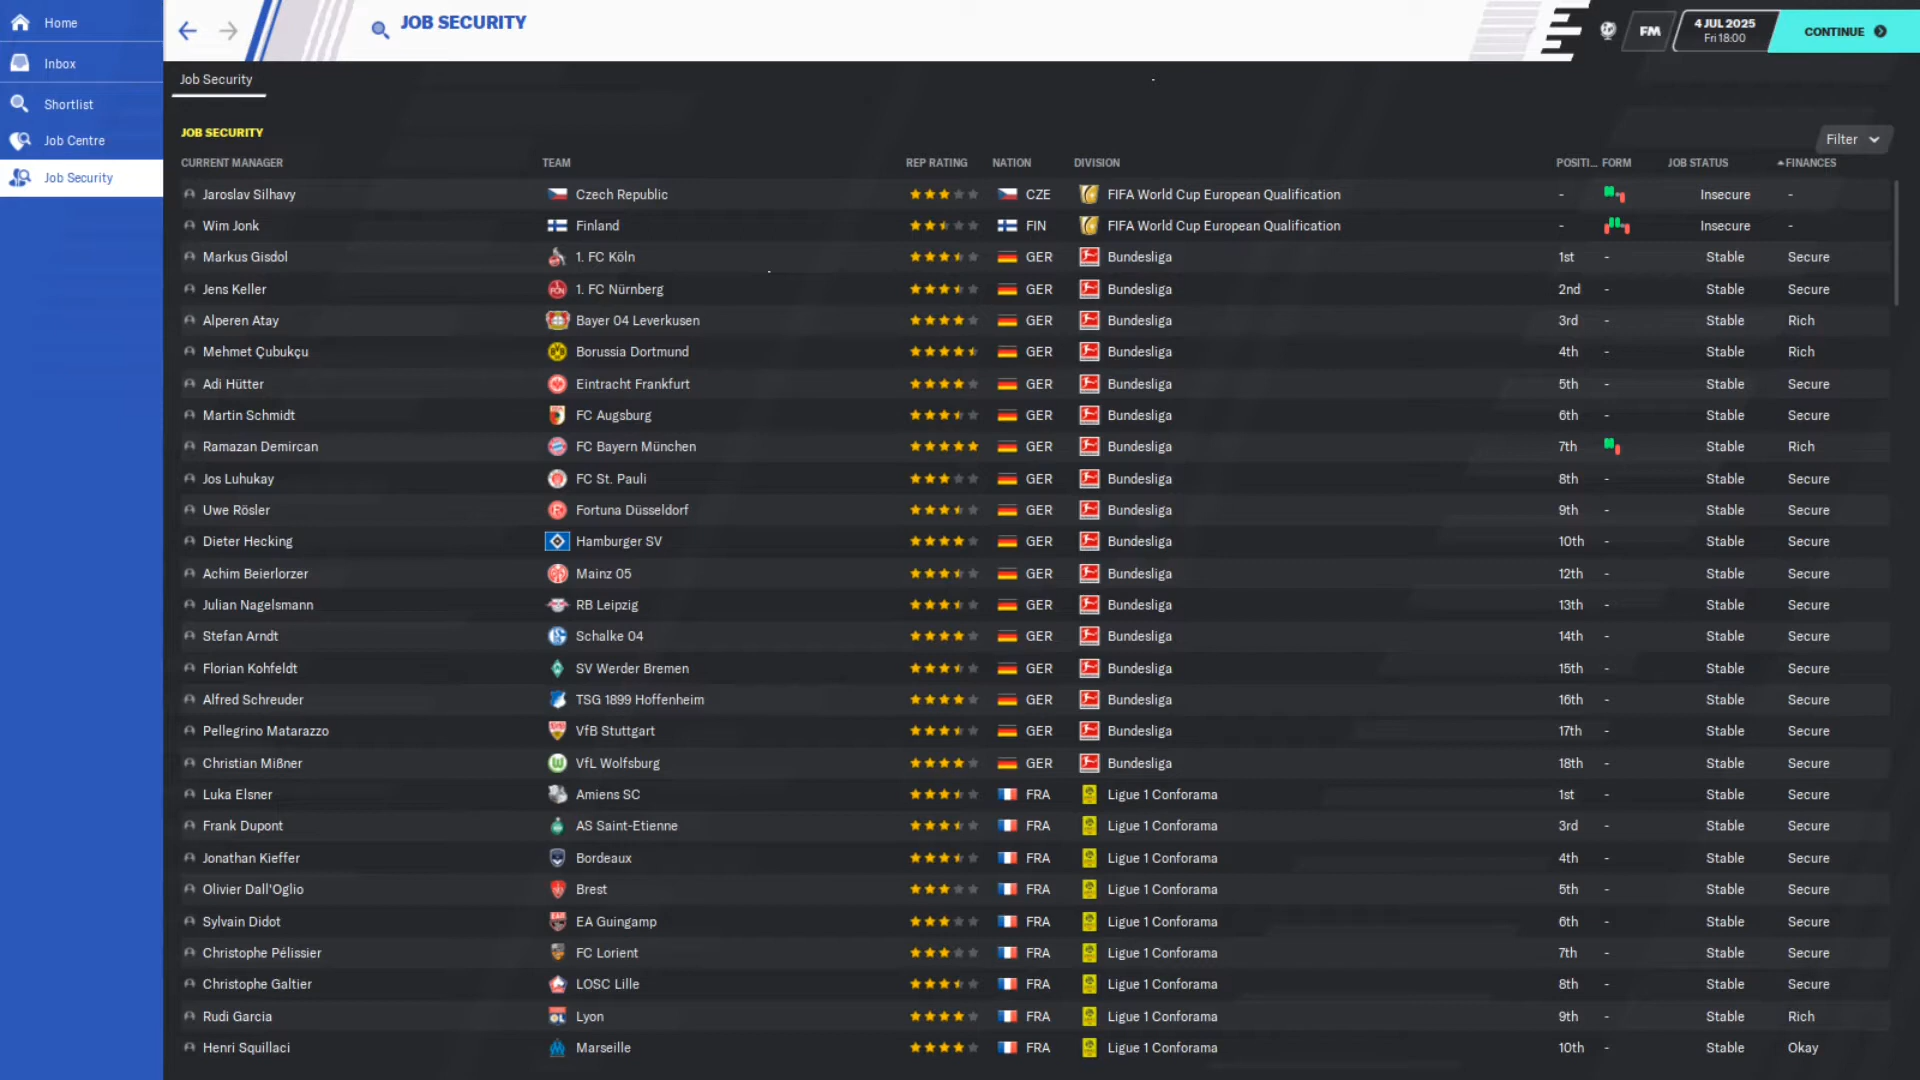 Home
Inbox
Shortlist
Job Centre
Job Security
JOB SECURITY
FM
4 JUL 2025
Fri 18:00
CONTINUE
Job Security
JOB SECURITY
Filter
CURRENT MANAGER TEAM REP RATING NATION DIVISION POSITI... FORM JOB STATUS FINANCES
Jaroslav Silhavy Czech Republic CZE FIFA World Cup European Qualification - Insecure -
Wim Jonk Finland FIN FIFA World Cup European Qualification - Insecure -
Markus Gisdol 1. FC Köln GER Bundesliga 1st - Stable Secure
Jens Keller 1. FC Nürnberg GER Bundesliga 2nd - Stable Secure
Alperen Atay Bayer 04 Leverkusen GER Bundesliga 3rd - Stable Rich
Mehmet Çubukçu Borussia Dortmund GER Bundesliga 4th - Stable Rich
Adi Hütter Eintracht Frankfurt GER Bundesliga 5th - Stable Secure
Martin Schmidt FC Augsburg GER Bundesliga 6th - Stable Secure
Ramazan Demircan FC Bayern München GER Bundesliga 7th Stable Rich
Jos Luhukay FC St. Pauli GER Bundesliga 8th - Stable Secure
Uwe Rösler Fortuna Düsseldorf GER Bundesliga 9th - Stable Secure
Dieter Hecking Hamburger SV GER Bundesliga 10th - Stable Secure
Achim Beierlorzer Mainz 05 GER Bundesliga 12th - Stable Secure
Julian Nagelsmann RB Leipzig GER Bundesliga 13th - Stable Secure
Stefan Arndt Schalke 04 GER Bundesliga 14th - Stable Secure
Florian Kohfeldt SV Werder Bremen GER Bundesliga 15th - Stable Secure
Alfred Schreuder TSG 1899 Hoffenheim GER Bundesliga 16th - Stable Secure
Pellegrino Matarazzo VfB Stuttgart GER Bundesliga 17th - Stable Secure
Christian Mißner VfL Wolfsburg GER Bundesliga 18th - Stable Secure
Luka Elsner Amiens SC FRA Ligue 1 Conforama 1st - Stable Secure
Frank Dupont AS Saint-Etienne FRA Ligue 1 Conforama 3rd - Stable Secure
Jonathan Kieffer Bordeaux FRA Ligue 1 Conforama 4th - Stable Secure
Olivier Dall'Oglio Brest FRA Ligue 1 Conforama 5th - Stable Secure
Sylvain Didot EA Guingamp FRA Ligue 1 Conforama 6th - Stable Secure
Christophe Pélissier FC Lorient FRA Ligue 1 Conforama 7th - Stable Secure
Christophe Galtier LOSC Lille FRA Ligue 1 Conforama 8th - Stable Secure
Rudi Garcia Lyon FRA Ligue 1 Conforama 9th - Stable Rich
Henri Squillaci Marseille FRA Ligue 1 Conforama 10th - Stable Okay